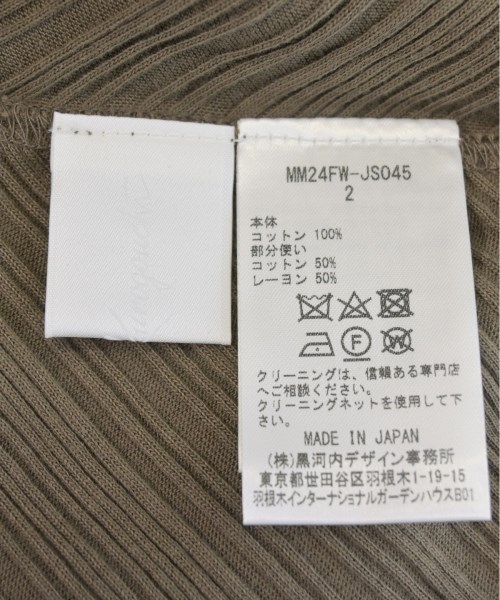 MM24FW-JS045
2
本体
コットン 100%
部分使い
コットン 50%
レーヨン 50%
クリーニングは、信頼ある専門店
へご相談ください。
クリーニングネットを使用して下
さい。
MADE IN JAPAN
(株)黒河内デザイン事務所
東京都世田谷区羽根木1-19-15
羽根木インターナショナルガーデンハウスB01